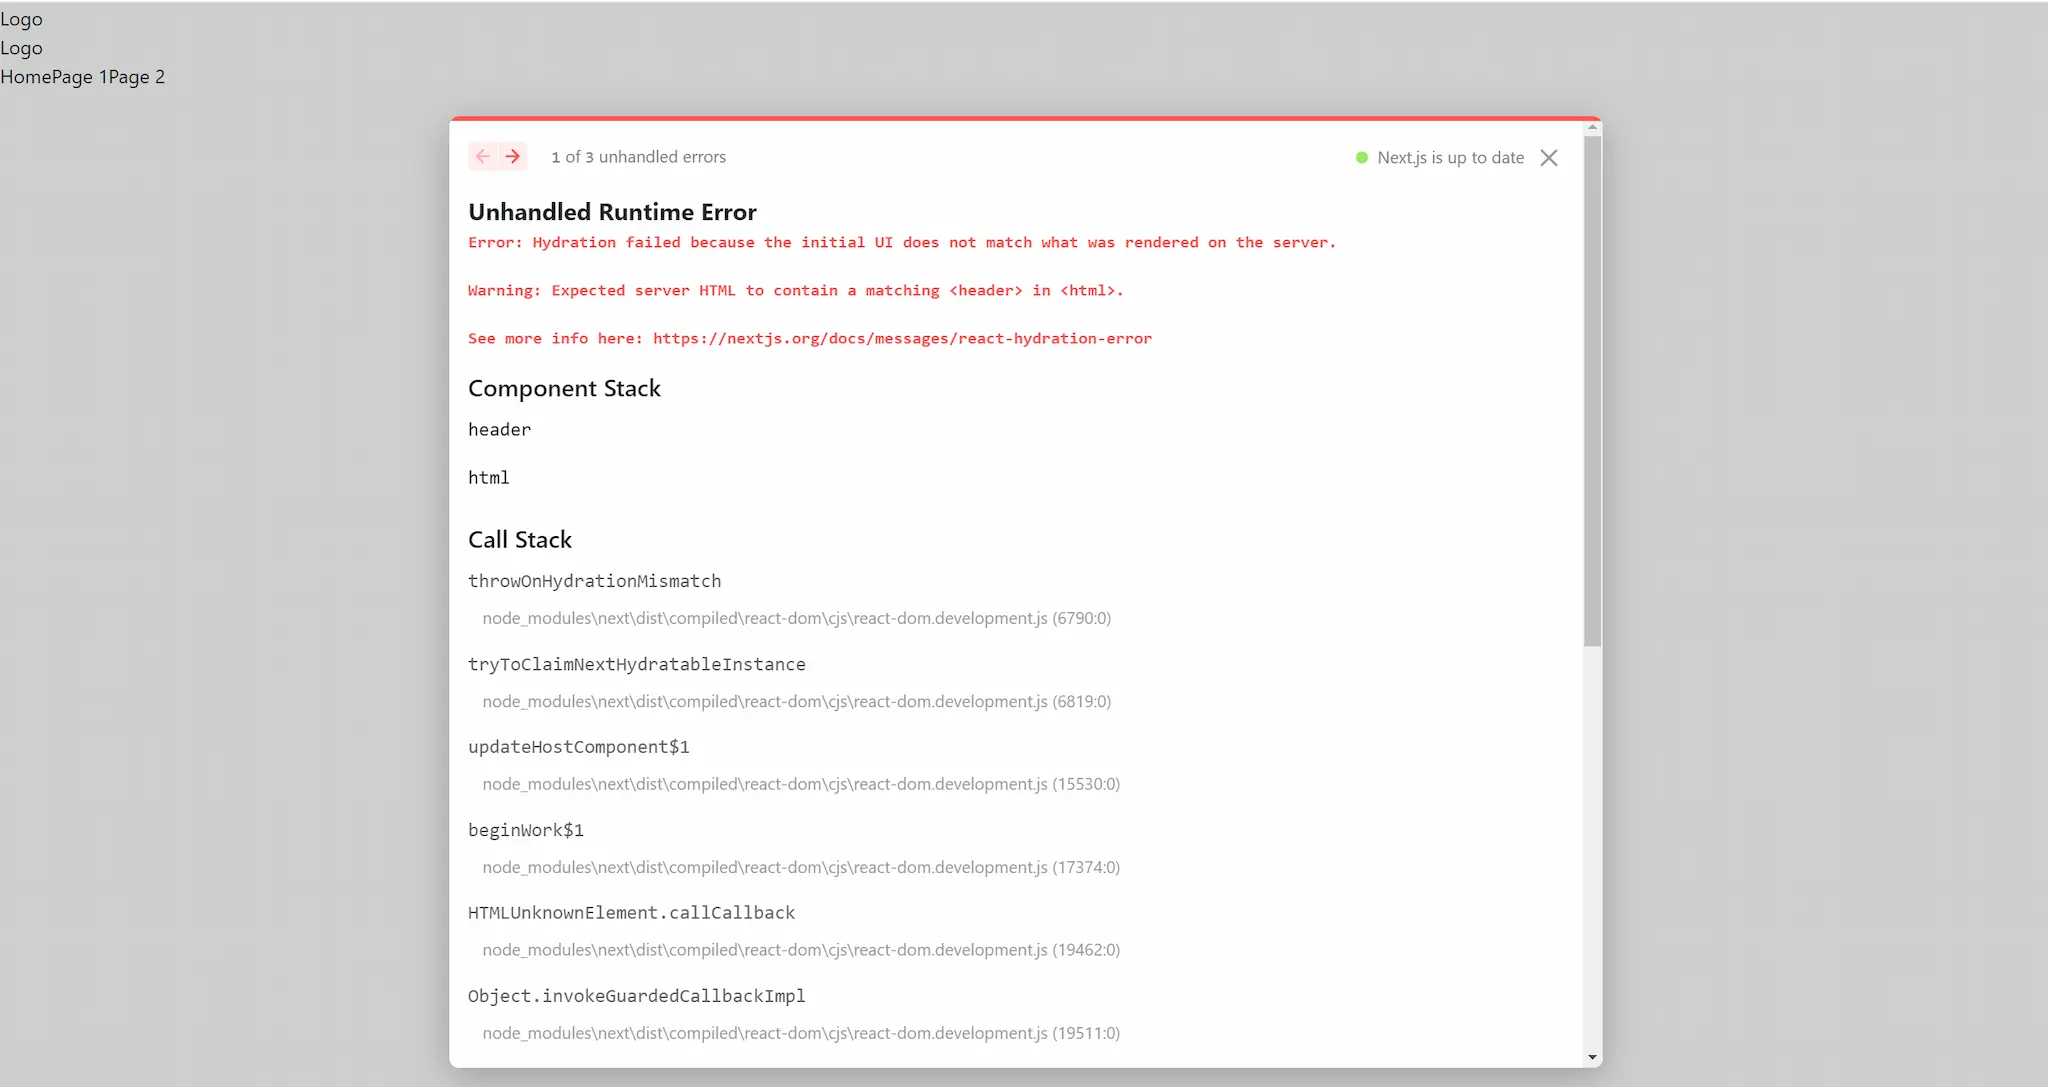 Logo
Logo
HomePage 1Page 2
1 of 3 unhandled errors
Next.js is up to date
Unhandled Runtime Error
Error: Hydration failed because the initial UI does not match what was rendered on the server.
Warning: Expected server HTML to contain a matching <header> in <html>.
See more info here: https://nextjs.org/docs/messages/react-hydration-error
Component Stack
header
html
Call Stack
throwOnHydrationMismatch
node_modules\next\dist\compiled\react-dom\cjs\react-dom.development.js (6790:0)
tryToClaimNextHydratableInstance
node_modules\next\dist\compiled\react-dom\cjs\react-dom.development.js (6819:0)
updateHostComponent$1
node_modules\next\dist\compiled\react-dom\cjs\react-dom.development.js (15530:0)
beginWork$1
node_modules\next\dist\compiled\react-dom\cjs\react-dom.development.js (17374:0)
HTMLUnknownElement.callCallback
node_modules\next\dist\compiled\react-dom\cjs\react-dom.development.js (19462:0)
Object.invokeGuardedCallbackImpl
node_modules\next\dist\compiled\react-dom\cjs\react-dom.development.js (19511:0)